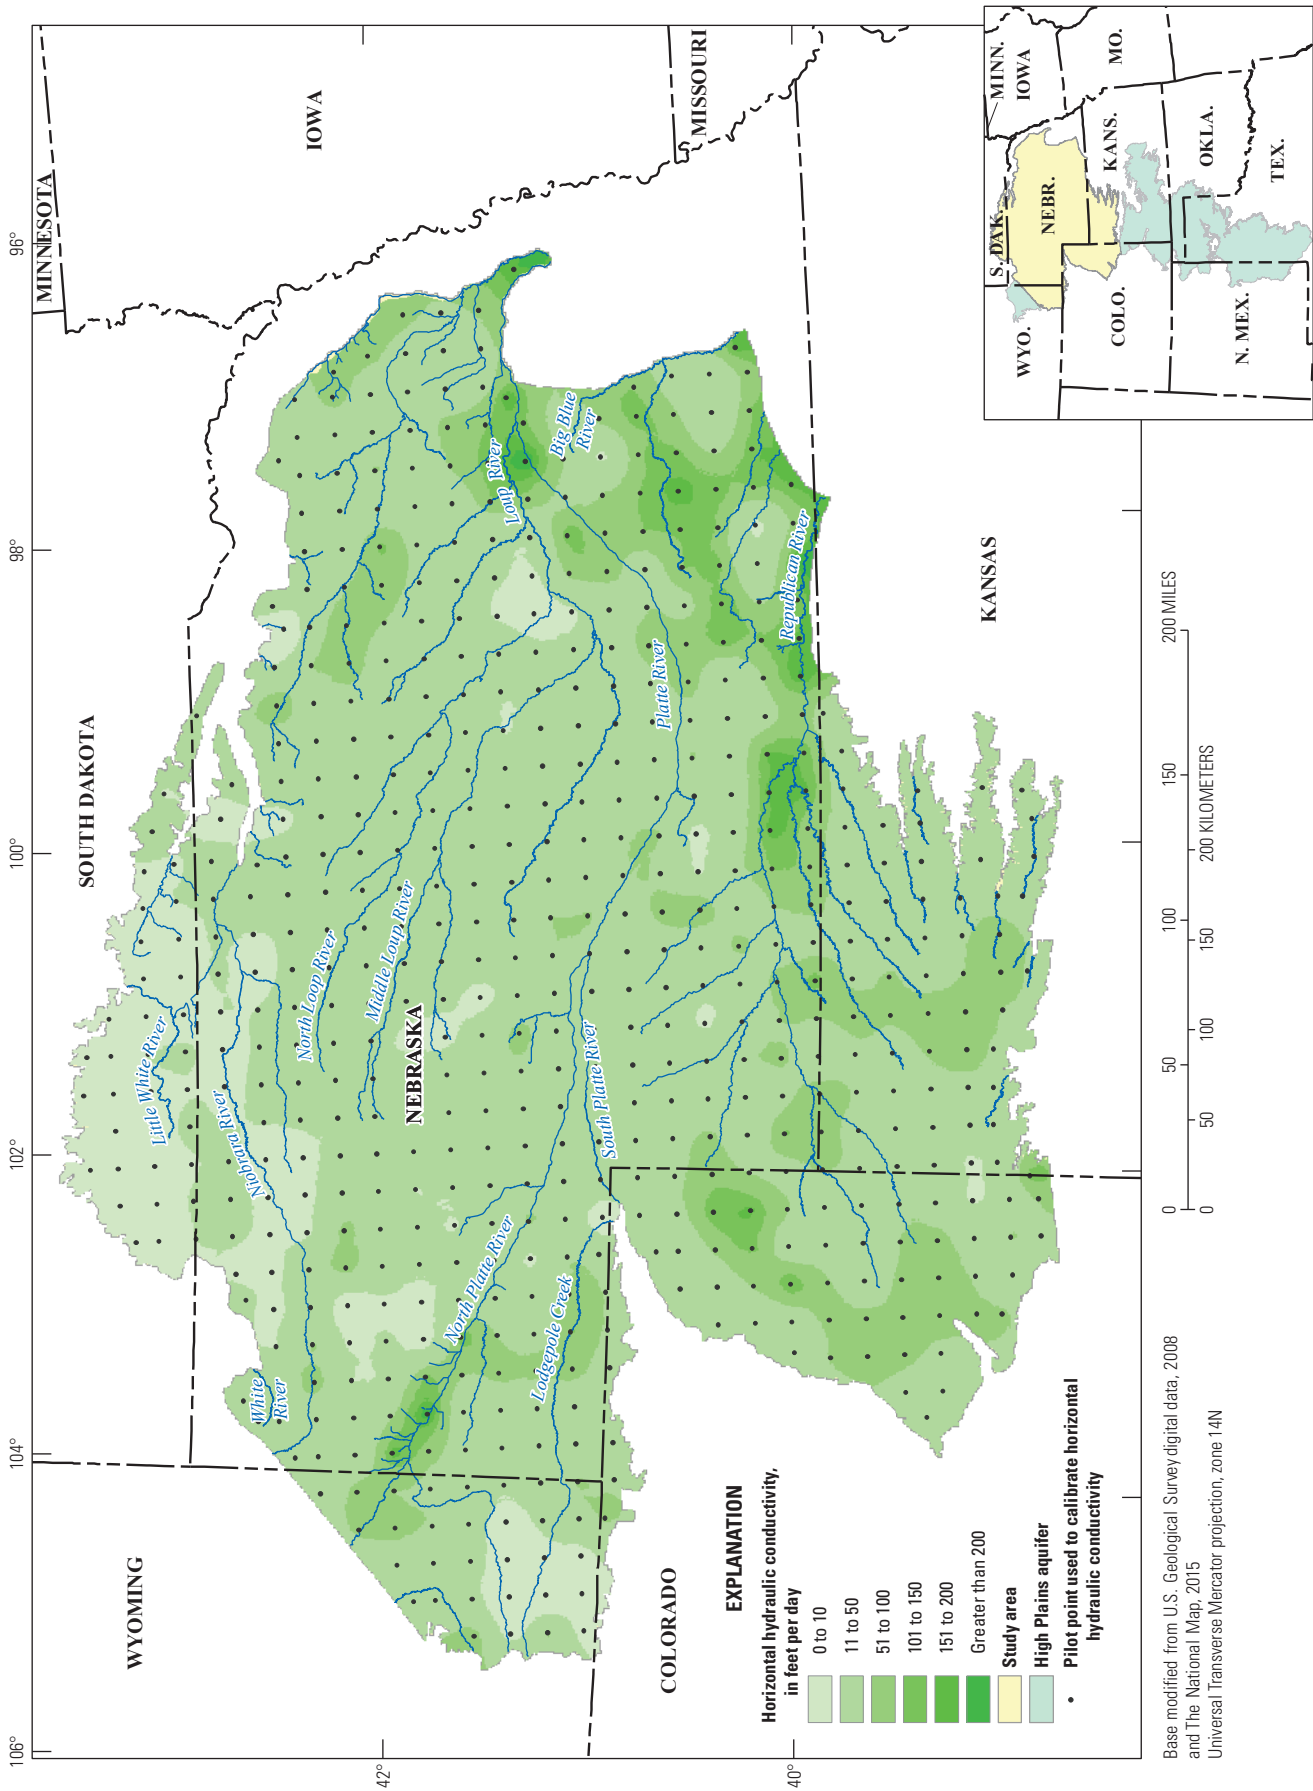 106°
104°
102°
100°
98°
96°
42°
40°
WYOMING
SOUTH DAKOTA
MINNESOTA
IOWA
MISSOURI
NEBRASKA
COLORADO
KANSAS
White
River
Niobrara River
Little White River
North Loop River
Middle Loup River
North Platte River
Lodgepole Creek
South Platte River
Platte River
Loup River
Big Blue
River
Republican River
EXPLANATION
Horizontal hydraulic conductivity,
in feet per day
0 to 10
11 to 50
51 to 100
101 to 150
151 to 200
Greater than 200
Study area
High Plains aquifer
Pilot point used to calibrate horizontal
hydraulic conductivity
0 50 100 150 200 MILES
0 50 100 150 200 KILOMETERS
Base modified from U.S. Geological Survey digital data, 2008
and The National Map, 2015
Universal Transverse Mercator projection, zone 14N
WYO.
S. DAK.
MINN.
IOWA
NEBR.
COLO.
KANS.
MO.
N. MEX.
OKLA.
TEX.